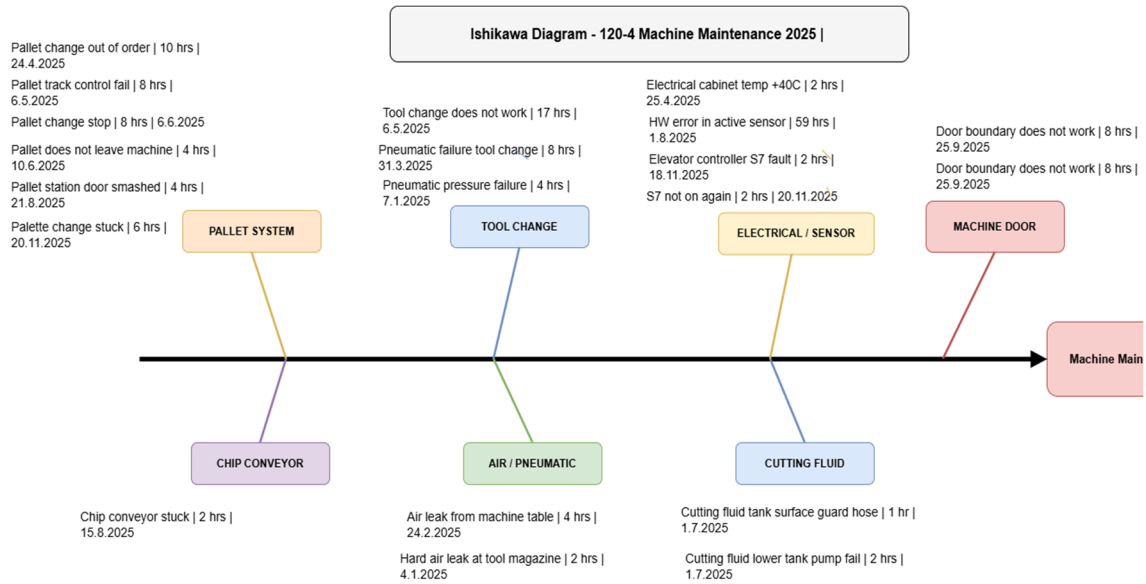 Ishikawa Diagram - 120-4 Machine Maintenance 2025 |
Pallet change out of order | 10 hrs |
24.4.2025
Pallet track control fail | 8 hrs |
6.5.2025
Pallet change stop | 8 hrs | 6.6.2025
Pallet does not leave machine | 4 hrs |
10.6.2025
Pallet station door smashed | 4 hrs |
21.8.2025
Palette change stuck | 6 hrs |
20.11.2025
PALLET SYSTEM
Tool change does not work | 17 hrs |
6.5.2025
Pneumatic failure tool change | 8 hrs |
31.3.2025
Pneumatic pressure failure | 4 hrs |
7.1.2025
TOOL CHANGE
Electrical cabinet temp +40C | 2 hrs |
25.4.2025
HW error in active sensor | 59 hrs |
1.8.2025
Elevator controller S7 fault | 2 hrs |
18.11.2025
S7 not on again | 2 hrs | 20.11.2025
ELECTRICAL / SENSOR
Door boundary does not work | 8 hrs |
25.9.2025
Door boundary does not work | 8 hrs |
25.9.2025
MACHINE DOOR
Machine Main
CHIP CONVEYOR
Chip conveyor stuck | 2 hrs |
15.8.2025
AIR / PNEUMATIC
Air leak from machine table | 4 hrs |
24.2.2025
Hard air leak at tool magazine | 2 hrs |
4.1.2025
CUTTING FLUID
Cutting fluid tank surface guard hose | 1 hr |
1.7.2025
Cutting fluid lower tank pump fail | 2 hrs |
1.7.2025